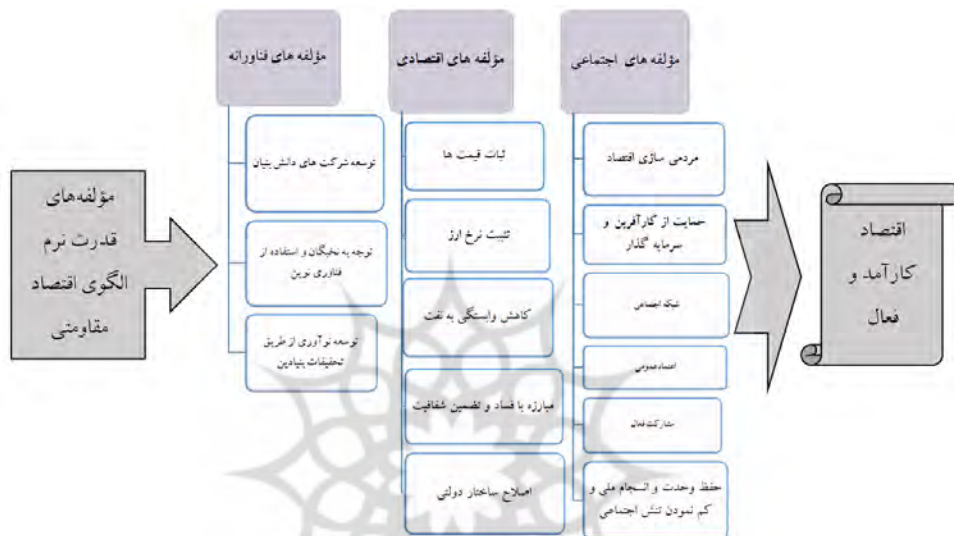 مؤلفه های اجتماعی
مردمی سازی اقتصاد
حمایت از کارآفرین و
سرمایه گذار
شبکه اجتماعی
اعتمادعمومی
مشارکت فعال
حفظ وحدت و انسجام ملی و
کم نمودن تنش اجتماعی
مؤلفه های اقتصادی
ثبات قیمت ها
تثبیت نرخ ارز
کاهش وابستگی به نفت
مبارزه با فساد و تضمین شفافیت
اصلاح ساختار دولتی
مؤلفه های فناورانه
توسعه شرکت های دانش بنیان
توجه به نخبگان و استفاده از
فناوری نوین
توسعه نوآوری از طریق
تحقیقات بنیادین
مؤلفه‌های
قدرت نرم
الگوی اقتصاد
مقاومتی
اقتصاد
کارآمد و
فعال